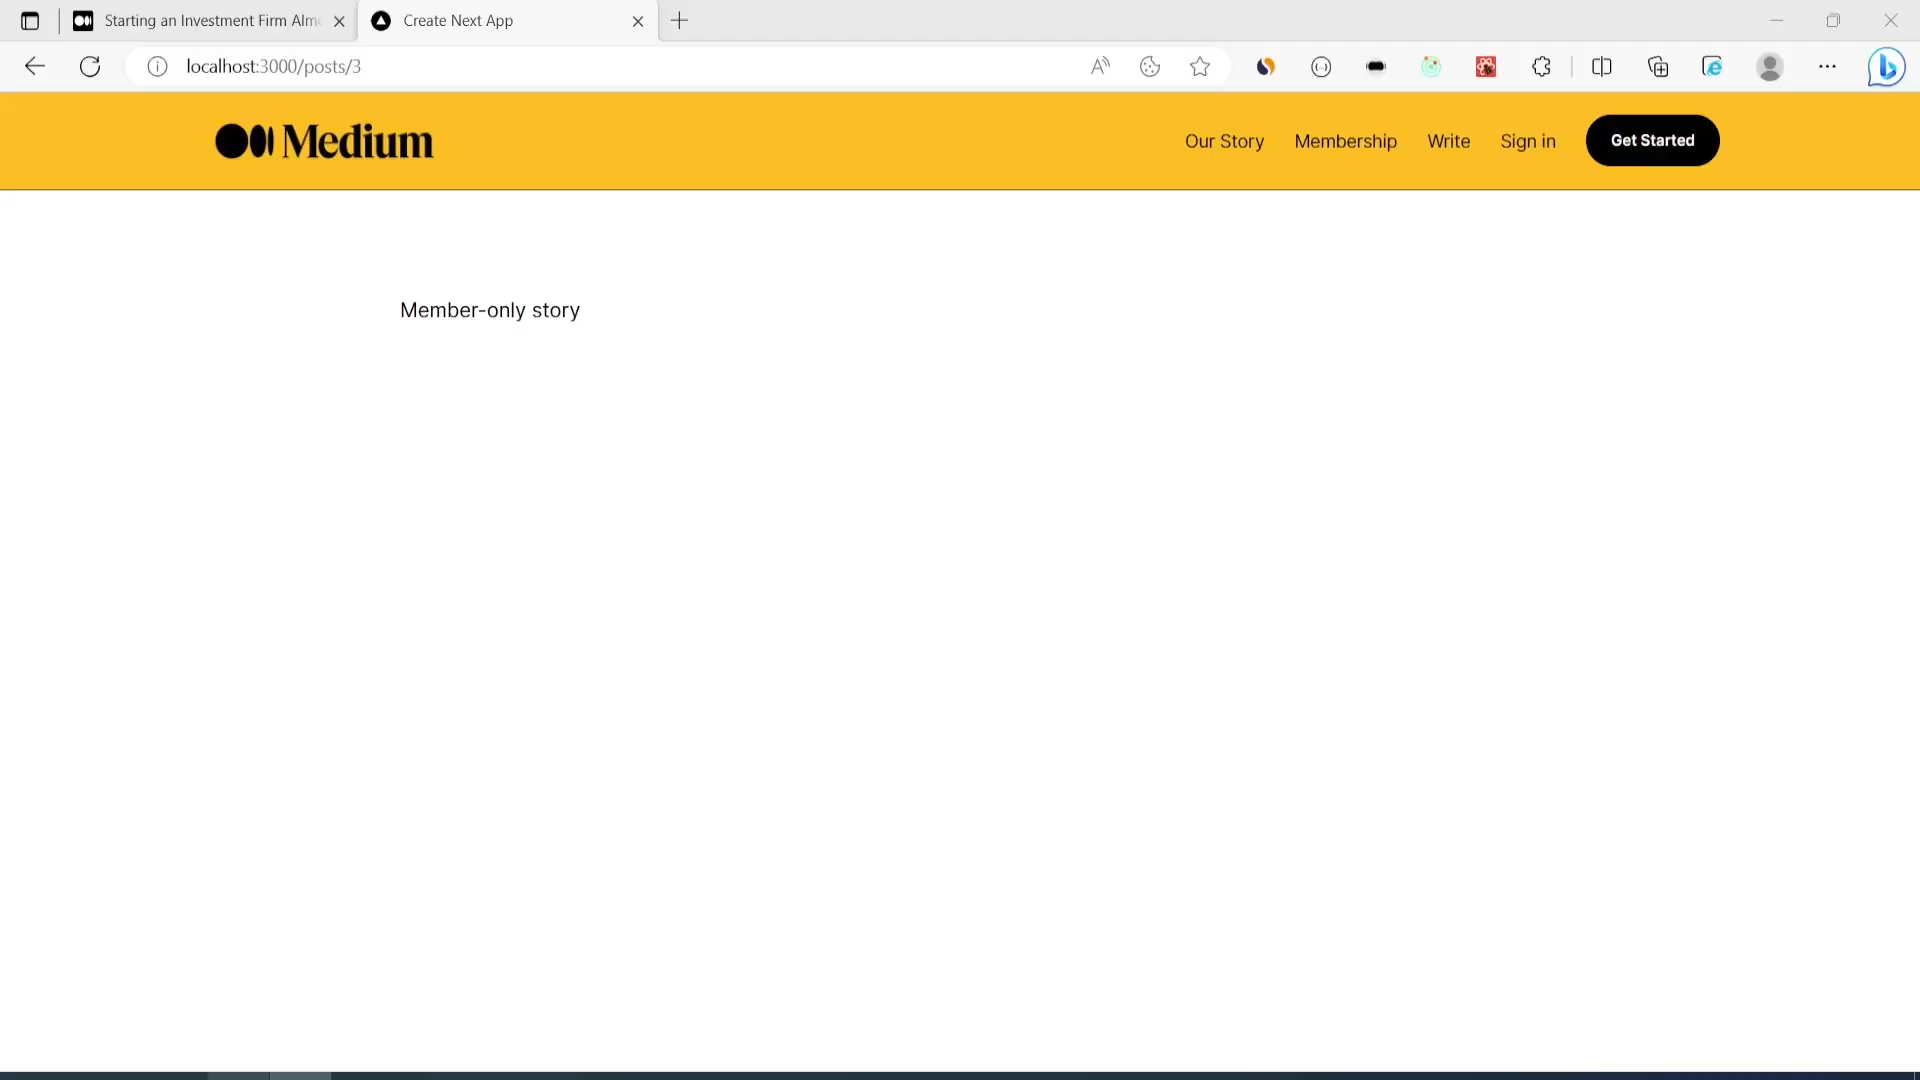 Starting an Investment Firm Alm
Create Next App
localhost:3000/posts/3
Medium
Our Story
Membership
Write
Sign in
Get Started
Member-only story